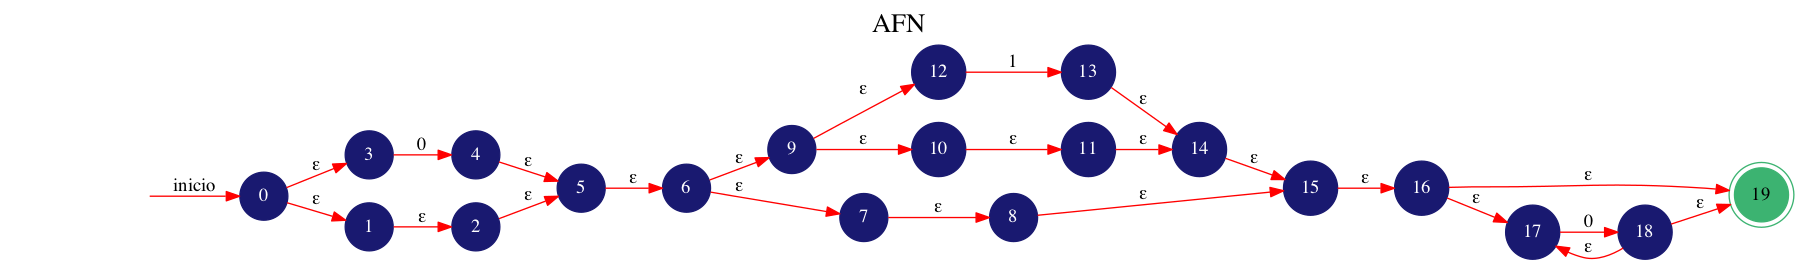 AFN
12 1 13
ε ε
3 0 4 9 ε 10 ε 11 ε 14
ε ε ε ε
inicio 0 5 ε 6 15 ε 16 ε 19
ε ε ε ε ε ε
1 ε 2 7 ε 8 17 0 18
ε